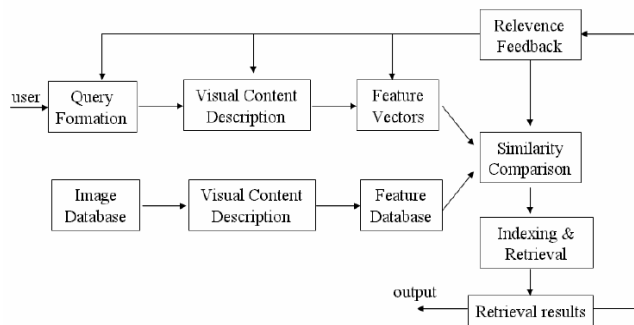 Relevence
Feedback
user
Query
Formation
Visual Content
Description
Feature
Vectors
Similarity
Comparison
Image
Database
Visual Content
Description
Feature
Database
Indexing &
Retrieval
output
Retrieval results